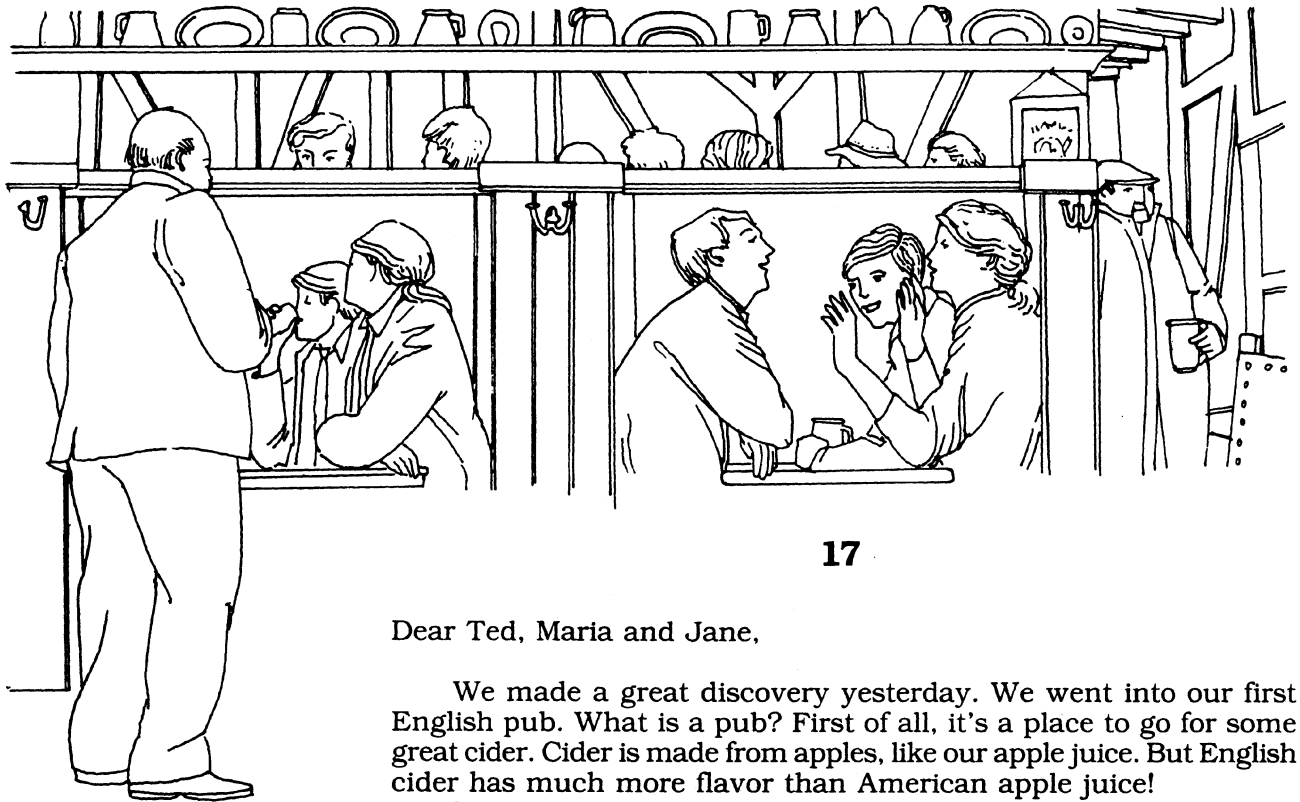 17
Dear Ted, Maria and Jane,
We made a great discovery yesterday. We went into our first
English pub. What is a pub? First of all, it's a place to go for some
great cider. Cider is made from apples, like our apple juice. But English
cider has much more flavor than American apple juice!